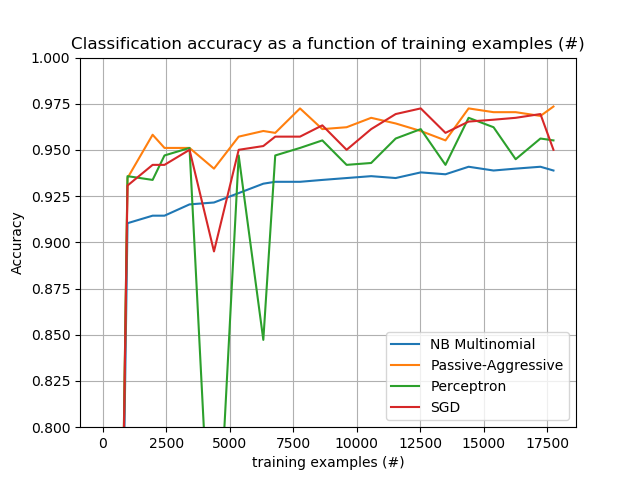 Classification accuracy as a function of training examples (#)
1.000
0.975
0.950
0.925
0.900
0.875
0.850
0.825
0.800
Accuracy
NB Multinomial
Passive-Aggressive
Perceptron
SGD
0 2500 5000 7500 10000 12500 15000 17500
training examples (#)